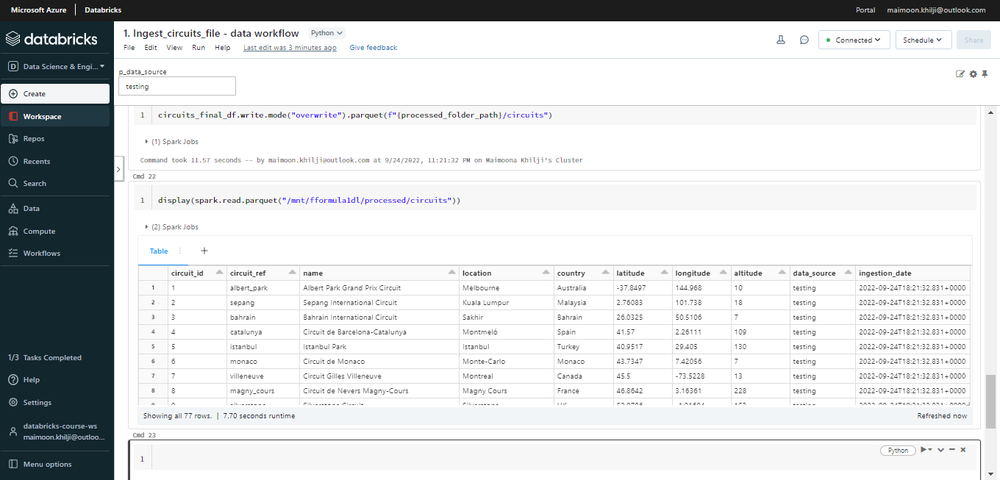 Microsoft Azure | Databricks Portal maimoon.khilji@outlook.com
databricks
Data Science & Engi...
Create
Workspace
Repos
Recents
Search
Data
Compute
Workflows
1/3 Tasks Completed
Help
Settings
databricks-course-ws
maimoon.khilji@outloo...
Menu options
1. Ingest_circuits_file - data workflow Python
File Edit View Run Help Last edit was 3 minutes ago Give feedback
Connected Schedule Share
p_data_source
testing
1 circuits_final_df.write.mode("overwrite").parquet(f"{processed_folder_path}/circuits")
(1) Spark Jobs
Command took 11.57 seconds -- by maimoon.khilji@outlook.com at 9/24/2022, 11:21:32 PM on Maimoona Khilji's Cluster
Cmd 22
1 display(spark.read.parquet("/mnt/fformula1dl/processed/circuits"))
(2) Spark Jobs
Table +
circuit_id circuit_ref name location country latitude longitude altitude data_source ingestion_date
1 1 albert_park Albert Park Grand Prix Circuit Melbourne Australia -37.8497 144.968 10 testing 2022-09-24T18:21:32.831+0000
2 2 sepang Sepang International Circuit Kuala Lumpur Malaysia 2.76083 101.738 18 testing 2022-09-24T18:21:32.831+0000
3 3 bahrain Bahrain International Circuit Sakhir Bahrain 26.0325 50.5106 7 testing 2022-09-24T18:21:32.831+0000
4 4 catalunya Circuit de Barcelona-Catalunya Montmeló Spain 41.57 2.26111 109 testing 2022-09-24T18:21:32.831+0000
5 5 istanbul Istanbul Park Istanbul Turkey 40.9517 29.405 130 testing 2022-09-24T18:21:32.831+0000
6 6 monaco Circuit de Monaco Monte-Carlo Monaco 43.7347 7.42056 7 testing 2022-09-24T18:21:32.831+0000
7 7 villeneuve Circuit Gilles Villeneuve Montreal Canada 45.5 -73.5228 13 testing 2022-09-24T18:21:32.831+0000
8 8 magny_cours Circuit de Nevers Magny-Cours Magny Cours France 46.8642 3.16361 228 testing 2022-09-24T18:21:32.831+0000
Showing all 77 rows. | 7.70 seconds runtime Refreshed now
Cmd 23
Python
1